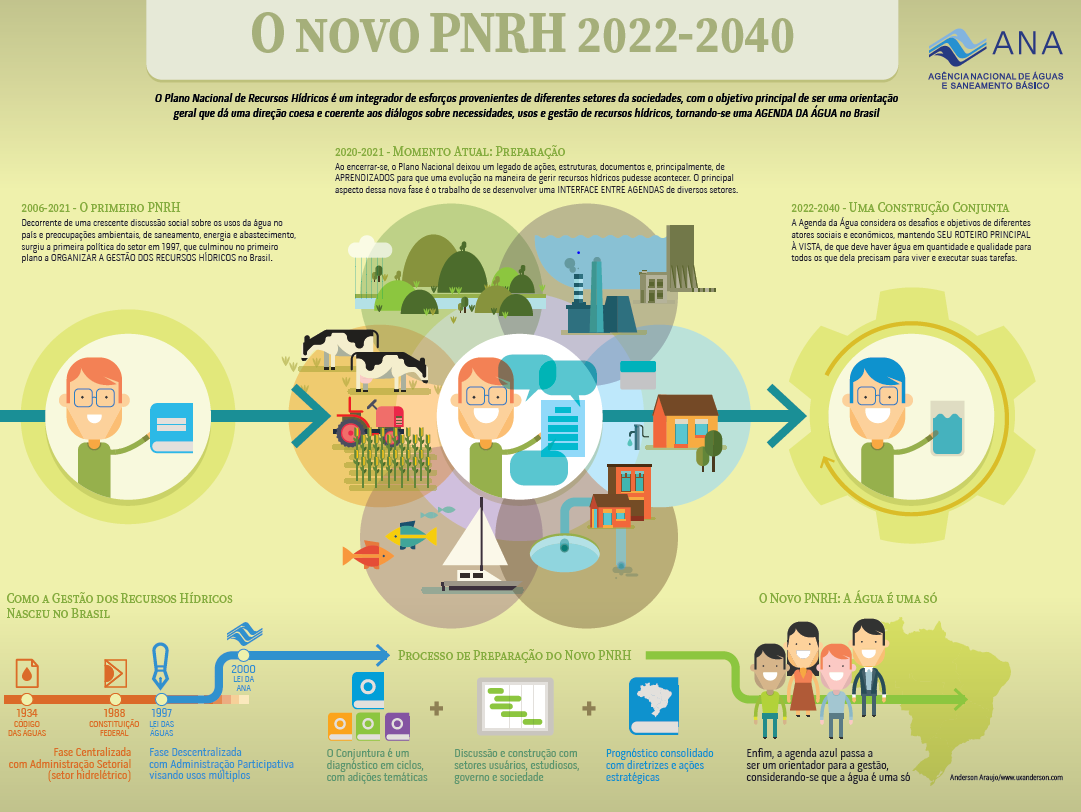 O NOVO PNRH 2022-2040
ANA
AGÊNCIA NACIONAL DE ÁGUAS
E SANEAMENTO BÁSICO
O Plano Nacional de Recursos Hídricos é um integrador de esforços provenientes de diferentes setores da sociedades, com o objetivo principal de ser uma orientação
geral que dá uma direção coesa e coerente aos diálogos sobre necessidades, usos e gestão de recursos hídricos, tornando-se uma AGENDA DA ÁGUA no Brasil
2020-2021 - MOMENTO ATUAL: PREPARAÇÃO
Ao encerrar-se, o Plano Nacional deixou um legado de ações, estruturas, documentos e, principalmente, de
APRENDIZADOS para que uma evolução na maneira de gerir recursos hídricos pudesse acontecer. O principal
aspecto dessa nova fase é o trabalho de se desenvolver uma INTERFACE ENTRE AGENDAS de diversos setores.
2006-2021 - O PRIMEIRO PNRH
Decorrente de uma crescente discussão social sobre os usos da água no
país e preocupações ambientais, de saneamento, energia e abastecimento,
surgiu a primeira política do setor em 1997, que culminou no primeiro
plano a ORGANIZAR A GESTÃO DOS RECURSOS HÍDRICOS no Brasil.
2022-2040 - UMA CONSTRUÇÃO CONJUNTA
A Agenda da Água considera os desafios e objetivos de diferentes
atores sociais e econômicos, mantendo SEU ROTEIRO PRINCIPAL
À VISTA, de que deve haver água em quantidade e qualidade para
todos os que dela precisam para viver e executar suas tarefas.
COMO A GESTÃO DOS RECURSOS HÍDRICOS
NASCEU NO BRASIL
1934
CÓDIGO
DAS ÁGUAS
1988
CONSTITUIÇÃO
FEDERAL
1997
LEI DAS
ÁGUAS
2000
LEI DA
ANA
Fase Centralizada
com Administração Setorial
(setor hidrelétrico)
Fase Descentralizada
com Administração Participativa
visando usos múltiplos
PROCESSO DE PREPARAÇÃO DO NOVO PNRH
O Conjuntura é um
diagnóstico em ciclos,
com adições temáticas
+
Discussão e construção com
setores usuários, estudiosos,
governo e sociedade
+
Prognóstico consolidado
com diretrizes e ações
estratégicas
O NOVO PNRH: A ÁGUA É UMA SÓ
Enfim, a agenda azul passa a
ser um orientador para a gestão,
considerando-se que a água é uma só
Anderson Araujo/www.uxanderson.com